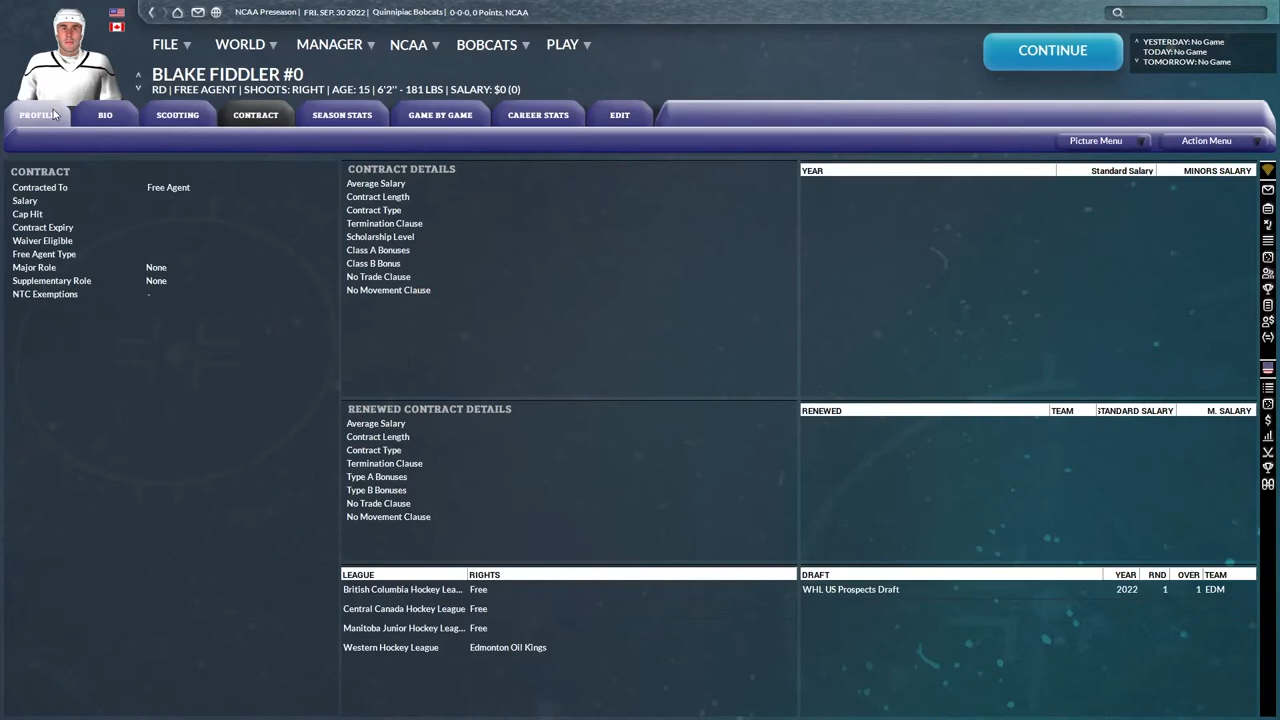 NCAA Preseason | FRI. SEP. 30 2022 | Quinnipiac Bobcats | 0-0-0, 0 Points, NCAA
FILE WORLD MANAGER NCAA BOBCATS PLAY
CONTINUE
YESTERDAY: No Game
TODAY: No Game
TOMORROW: No Game
BLAKE FIDDLER #0
RD | FREE AGENT | SHOOTS: RIGHT | AGE: 15 | 6'2" - 181 LBS | SALARY: $0 (0)
PROFILE BIO SCOUTING CONTRACT SEASON STATS GAME BY GAME CAREER STATS EDIT
Picture Menu Action Menu
CONTRACT
Contracted To Free Agent
Salary
Cap Hit
Contract Expiry
Waiver Eligible
Free Agent Type
Major Role None
Supplementary Role None
NTC Exemptions -
CONTRACT DETAILS
Average Salary
Contract Length
Contract Type
Termination Clause
Scholarship Level
Class A Bonuses
Class B Bonus
No Trade Clause
No Movement Clause
YEAR Standard Salary MINORS SALARY
RENEWED CONTRACT DETAILS
Average Salary
Contract Length
Contract Type
Termination Clause
Type A Bonuses
Type B Bonuses
No Trade Clause
No Movement Clause
RENEWED TEAM STANDARD SALARY M. SALARY
LEAGUE RIGHTS
British Columbia Hockey Lea... Free
Central Canada Hockey League Free
Manitoba Junior Hockey Leag... Free
Western Hockey League Edmonton Oil Kings
DRAFT YEAR RND OVER TEAM
WHL US Prospects Draft 2022 1 1 EDM